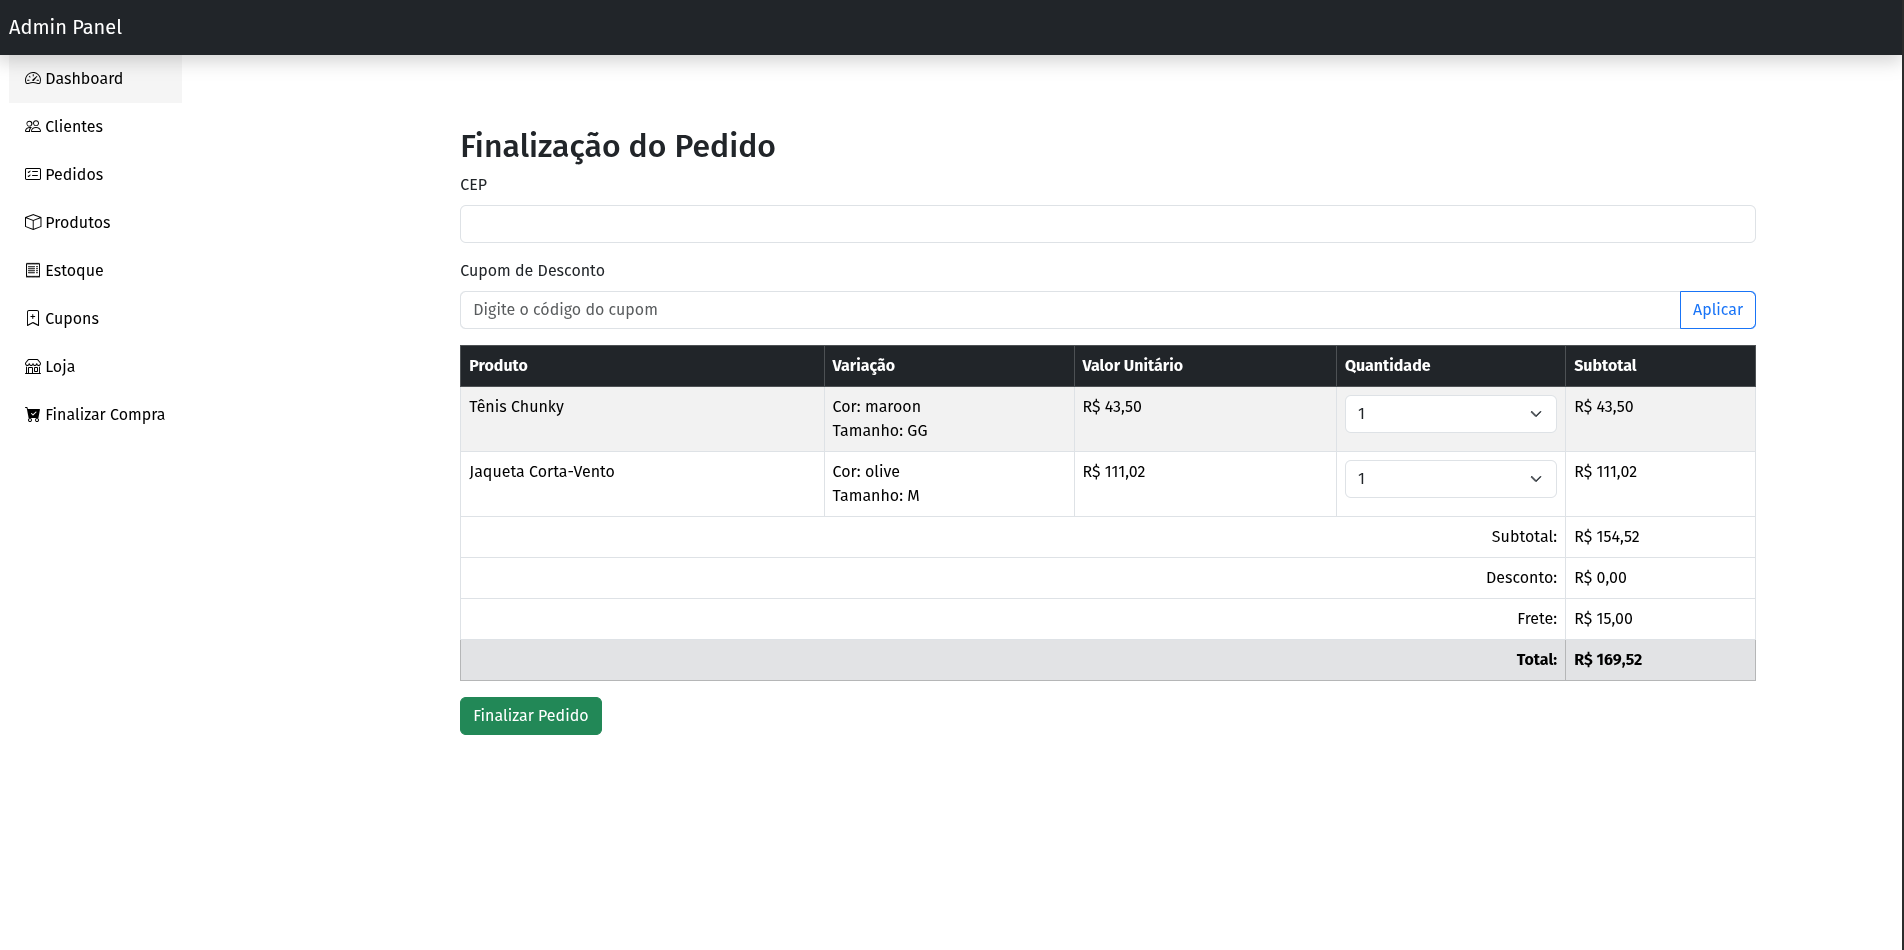 Admin Panel
Dashboard
Clientes
Pedidos
Produtos
Estoque
Cupons
Loja
Finalizar Compra
Finalização do Pedido
CEP
Cupom de Desconto
Digite o código do cupom Aplicar
Produto Variação Valor Unitário Quantidade Subtotal
Tênis Chunky Cor: maroon R$ 43,50 1 R$ 43,50
Tamanho: GG
Jaqueta Corta-Vento Cor: olive R$ 111,02 1 R$ 111,02
Tamanho: M
Subtotal: R$ 154,52
Desconto: R$ 0,00
Frete: R$ 15,00
Total: R$ 169,52
Finalizar Pedido